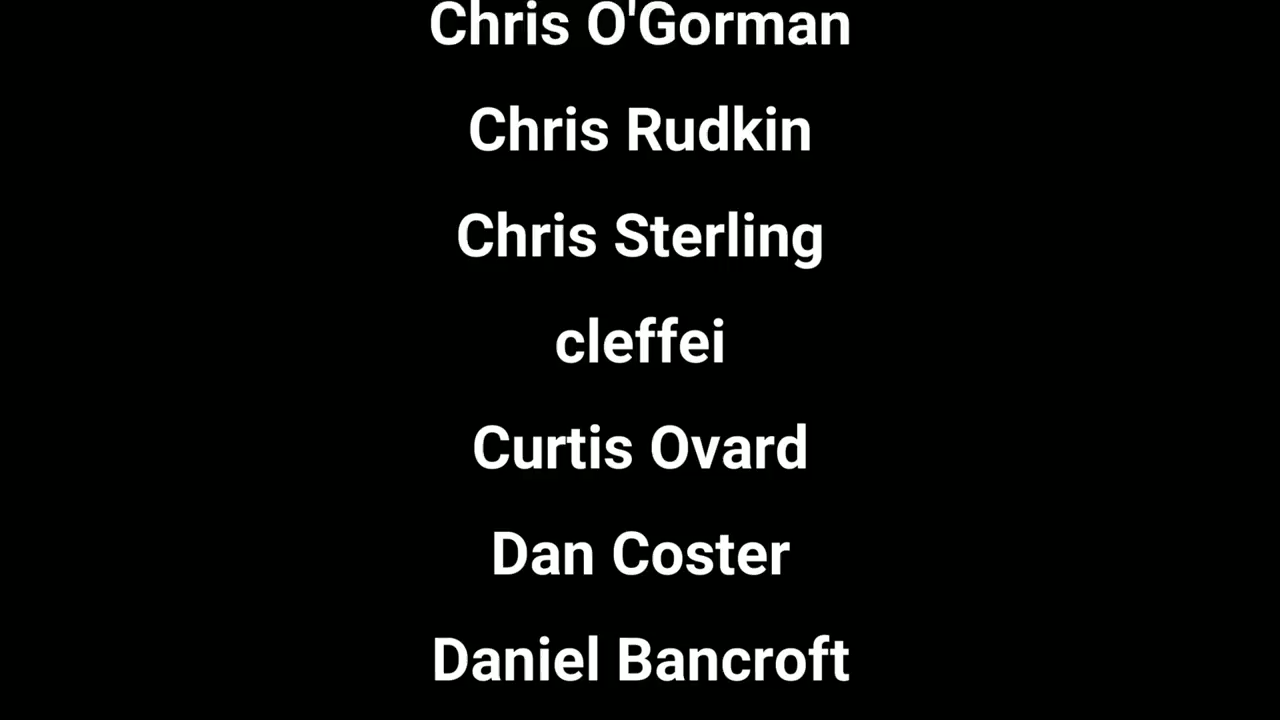 Chris O'Gorman
Chris Rudkin
Chris Sterling
cleffei
Curtis Ovard
Dan Coster
Daniel Bancroft